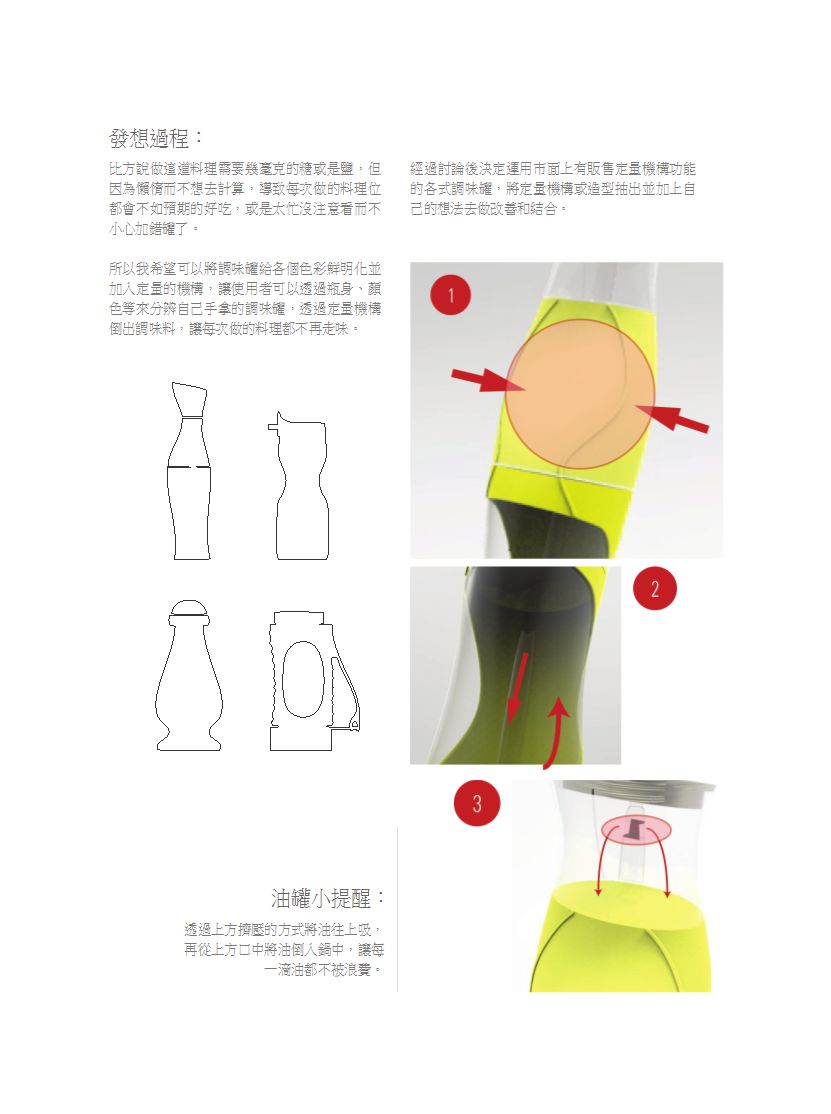 發想過程：
比方說做這道料理需要幾毫克的糖或是鹽，但
因為懶惰而不想去計算，導致每次做的料理位
都會不如預期的好吃，或是太忙沒注意看而不
小心加錯罐了。
所以我希望可以將調味罐給各個色彩鮮明化並
加入定量的機構，讓使用者可以透過瓶身、顏
色等來分辨自己手拿的調味罐，透過定量機構
倒出調味料，讓每次做的料理都不再走味。
經過討論後決定運用市面上有販售定量機構功能
的各式調味罐，將定量機構或造型抽出並加上自
己的想法去做改善和結合。
1
2
3
油罐小提醒：
透過上方擠壓的方式將油往上吸，
再從上方口中將油倒入鍋中，讓每
一滴油都不被浪費。